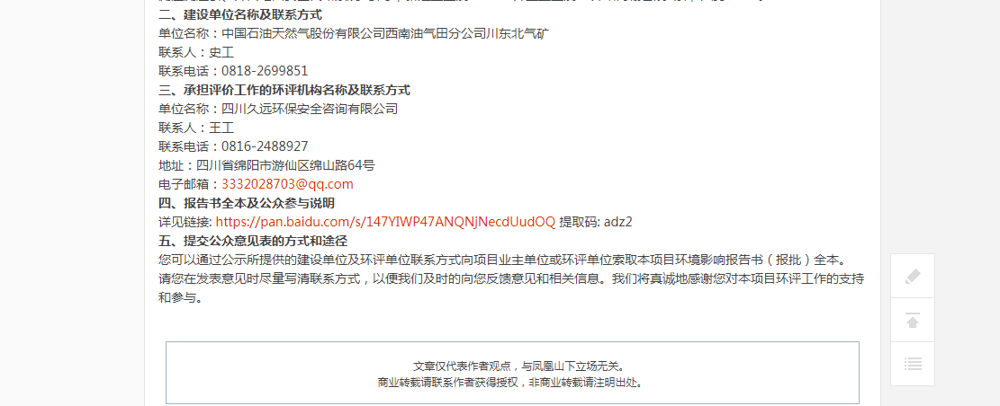 二、建设单位名称及联系方式
单位名称：中国石油天然气股份有限公司西南油气田分公司川东北气矿
联系人：史工
联系电话：0818-2699851
三、承担评价工作的环评机构名称及联系方式
单位名称：四川久远环保安全咨询有限公司
联系人：王工
联系电话：0816-2488927
地址：四川省绵阳市游仙区绵山路64号
电子邮箱：3332028703@qq.com
四、报告书全本及公众参与说明
详见链接: https://pan.baidu.com/s/147YIWP47ANQNjNecdUudOQ 提取码: adz2
五、提交公众意见表的方式和途径
您可以通过公示所提供的建设单位及环评单位联系方式向项目业主单位或环评单位索取本项目环境影响报告书（报批）全本。
请您在发表意见时尽量写清联系方式，以便我们及时的向您反馈意见和相关信息。我们将真诚地感谢您对本项目环评工作的支持
和参与。
文章仅代表作者观点，与凤凰山下立场无关。
商业转载请联系作者获得授权，非商业转载请注明出处。